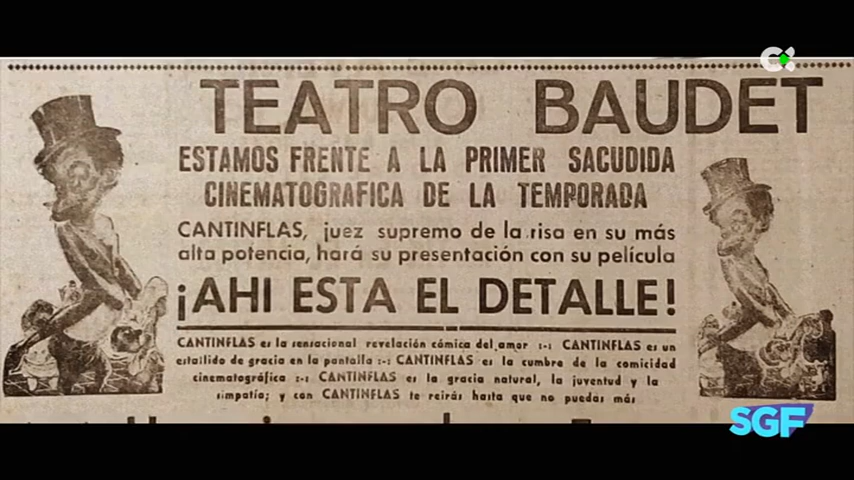 TEATRO BAUDET
ESTAMOS FRENTE A LA PRIMER SACUDIDA
CINEMATOGRAFICA DE LA TEMPORADA
CANTINFLAS, juez supremo de la risa en su más
alta potencia, hará su presentación con su película
¡AHI ESTA EL DETALLE!
CANTINFLAS es la sensacional revelación cómica del amor :-: CANTINFLAS es un
estallido de gracia en la pantalla :-: CANTINFLAS es la cumbre de la comicidad
cinematográfica :-: CANTINFLAS es la gracia natural, la juventud y la
simpatía; y con CANTINFLAS te reirás hasta que no puedas más
SGF